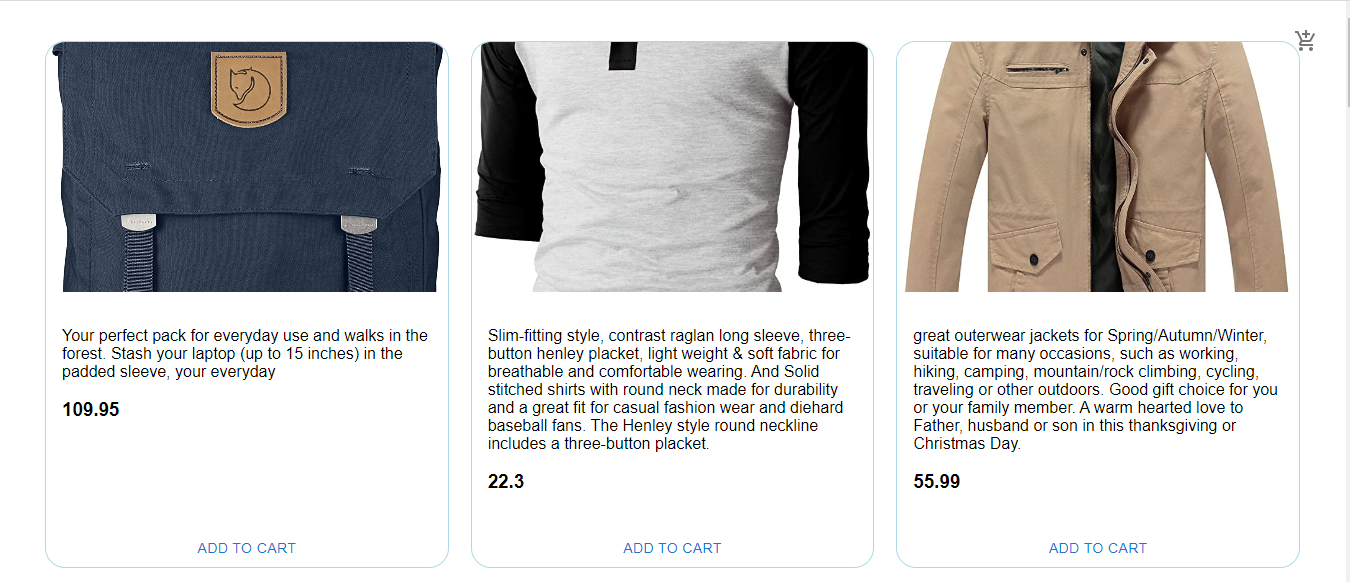 Your perfect pack for everyday use and walks in the
forest. Stash your laptop (up to 15 inches) in the
padded sleeve, your everyday
109.95
ADD TO CART
Slim-fitting style, contrast raglan long sleeve, three-
button henley placket, light weight & soft fabric for
breathable and comfortable wearing. And Solid
stitched shirts with round neck made for durability
and a great fit for casual fashion wear and diehard
baseball fans. The Henley style round neckline
includes a three-button placket.
22.3
ADD TO CART
great outerwear jackets for Spring/Autumn/Winter,
suitable for many occasions, such as working,
hiking, camping, mountain/rock climbing, cycling,
traveling or other outdoors. Good gift choice for you
or your family member. A warm hearted love to
Father, husband or son in this thanksgiving or
Christmas Day.
55.99
ADD TO CART